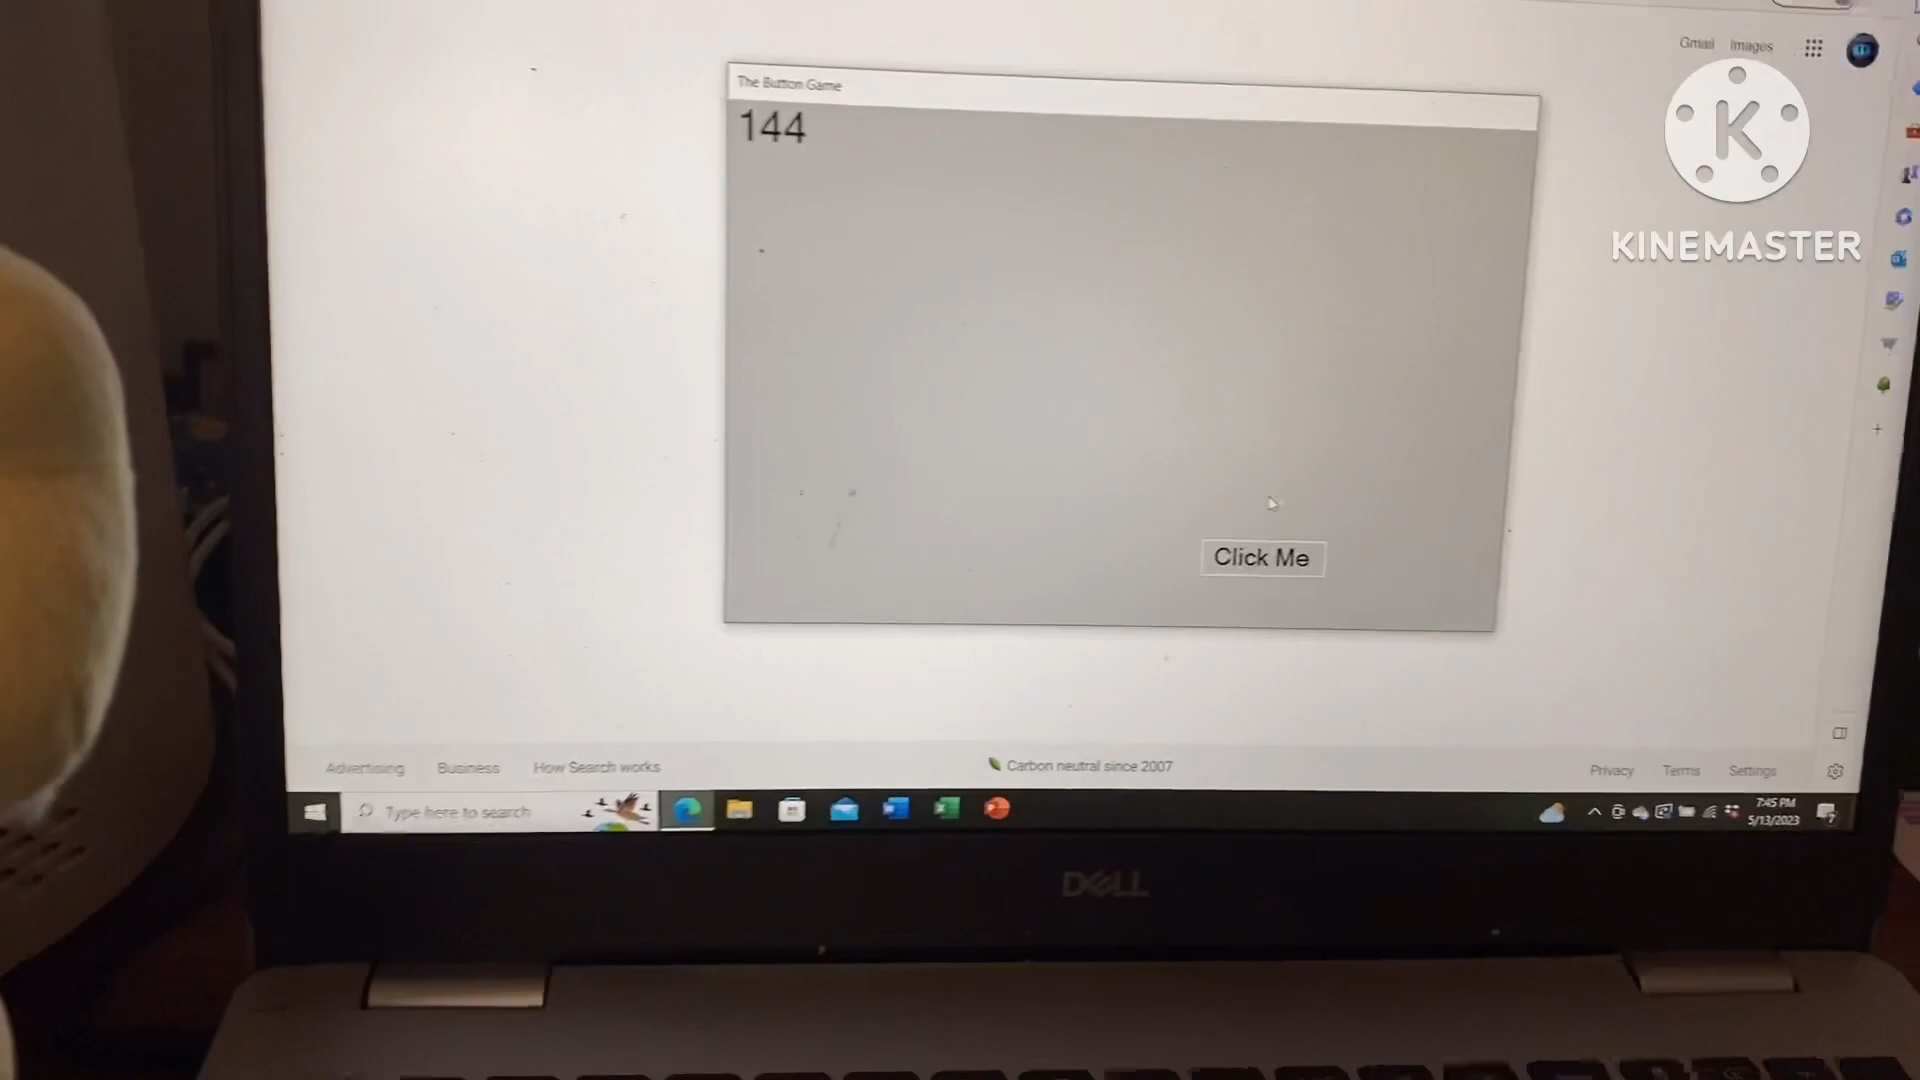 Gmail Images
The Button Game
144
K
KINEMASTER
Click Me
Advertising Business How Search works
Carbon neutral since 2007
Privacy Terms Settings
Type here to search
7:45 PM
5/13/2023
DELL